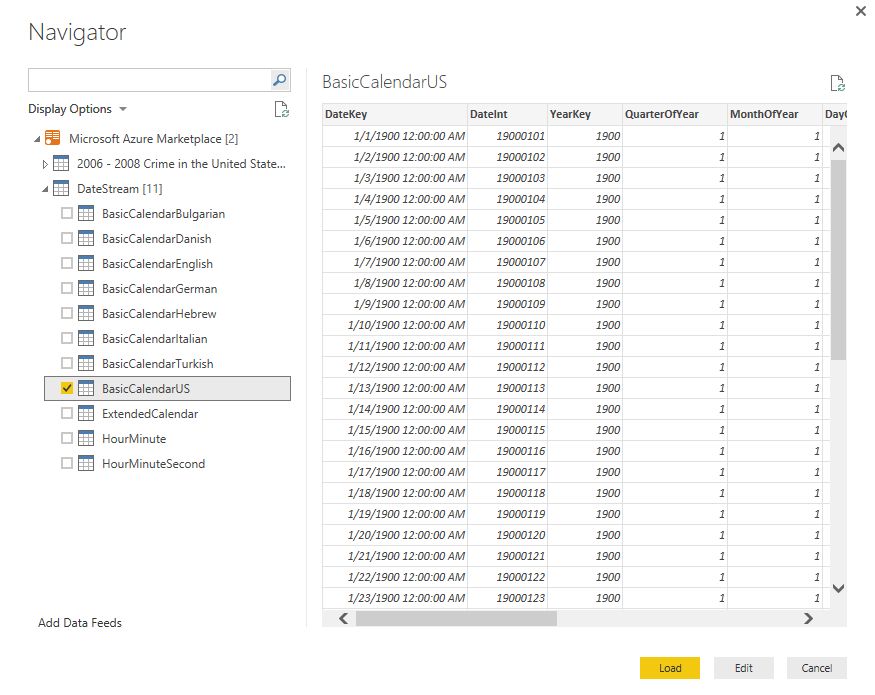 Navigator
Display Options
Microsoft Azure Marketplace [2]
2006 - 2008 Crime in the United State...
DateStream [11]
BasicCalendarBulgarian
BasicCalendarDanish
BasicCalendarEnglish
BasicCalendarGerman
BasicCalendarHebrew
BasicCalendarItalian
BasicCalendarTurkish
BasicCalendarUS
ExtendedCalendar
HourMinute
HourMinuteSecond
Add Data Feeds
BasicCalendarUS
DateKey DateInt YearKey QuarterOfYear MonthOfYear
1/1/1900 12:00:00 AM 19000101 1900 1 1
1/2/1900 12:00:00 AM 19000102 1900 1 1
1/3/1900 12:00:00 AM 19000103 1900 1 1
1/4/1900 12:00:00 AM 19000104 1900 1 1
1/5/1900 12:00:00 AM 19000105 1900 1 1
1/6/1900 12:00:00 AM 19000106 1900 1 1
1/7/1900 12:00:00 AM 19000107 1900 1 1
1/8/1900 12:00:00 AM 19000108 1900 1 1
1/9/1900 12:00:00 AM 19000109 1900 1 1
1/10/1900 12:00:00 AM 19000110 1900 1 1
1/11/1900 12:00:00 AM 19000111 1900 1 1
1/12/1900 12:00:00 AM 19000112 1900 1 1
1/13/1900 12:00:00 AM 19000113 1900 1 1
1/14/1900 12:00:00 AM 19000114 1900 1 1
1/15/1900 12:00:00 AM 19000115 1900 1 1
1/16/1900 12:00:00 AM 19000116 1900 1 1
1/17/1900 12:00:00 AM 19000117 1900 1 1
1/18/1900 12:00:00 AM 19000118 1900 1 1
1/19/1900 12:00:00 AM 19000119 1900 1 1
1/20/1900 12:00:00 AM 19000120 1900 1 1
1/21/1900 12:00:00 AM 19000121 1900 1 1
1/22/1900 12:00:00 AM 19000122 1900 1 1
1/23/1900 12:00:00 AM 19000123 1900 1 1
Load Edit Cancel